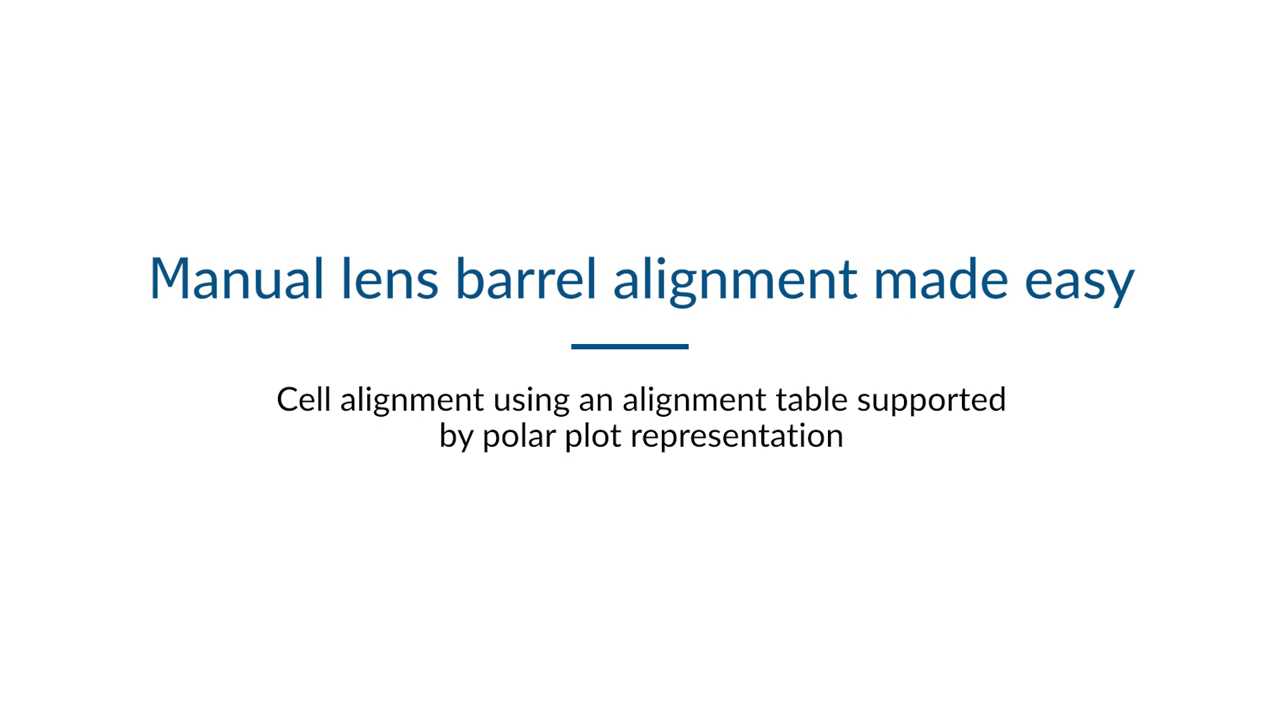 Manual lens barrel alignment made easy
Cell alignment using an alignment table supported
by polar plot representation